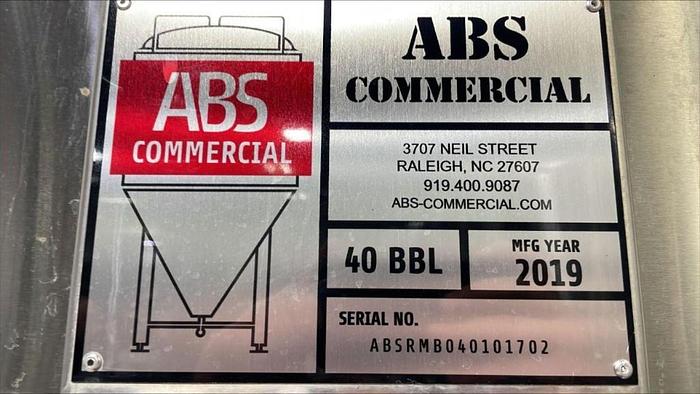 ABS
COMMERCIAL
ABS
COMMERCIAL
3707 NEIL STREET
RALEIGH, NC 27607
919.400.9087
ABS-COMMERCIAL.COM
40 BBL
MFG YEAR
2019
SERIAL NO.
ABSRMB040101702